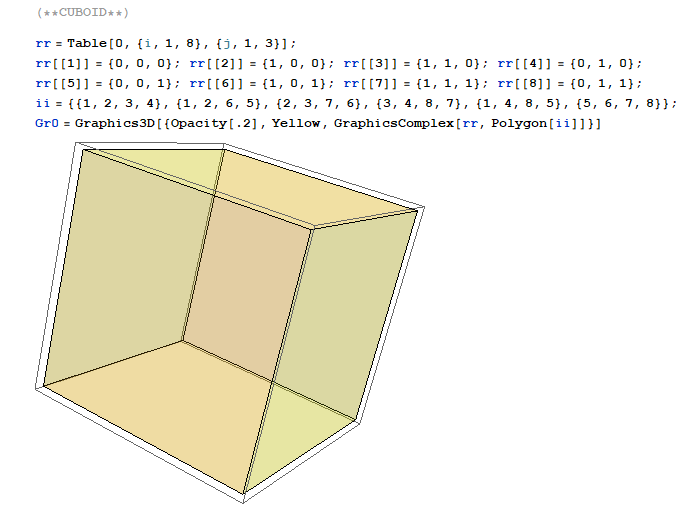 (**CUBOID**)
rr = Table[0, {i, 1, 8}, {j, 1, 3}];
rr[[1]] = {0, 0, 0}; rr[[2]] = {1, 0, 0}; rr[[3]] = {1, 1, 0}; rr[[4]] = {0, 1, 0};
rr[[5]] = {0, 0, 1}; rr[[6]] = {1, 0, 1}; rr[[7]] = {1, 1, 1}; rr[[8]] = {0, 1, 1};
ii = {{1, 2, 3, 4}, {1, 2, 6, 5}, {2, 3, 7, 6}, {3, 4, 8, 7}, {1, 4, 8, 5}, {5, 6, 7, 8}};
Gr0 = Graphics3D[{Opacity[.2], Yellow, GraphicsComplex[rr, Polygon[ii]]}]